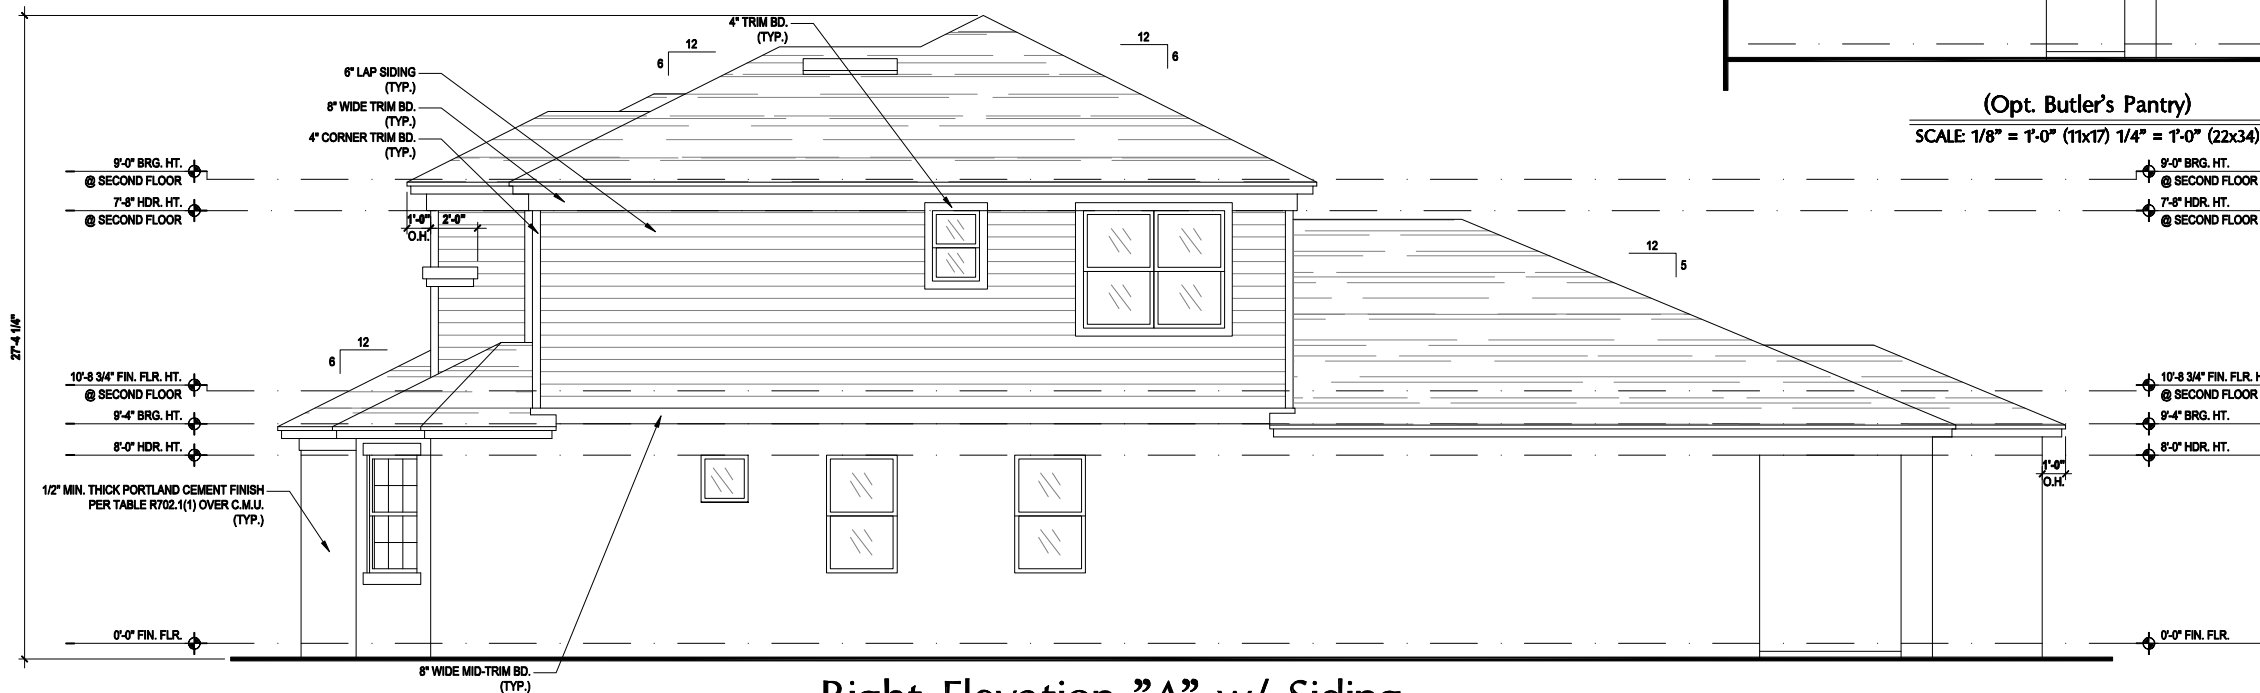 4" TRIM BD.
(TYP.)
12
6
12
6
6" LAP SIDING
(TYP.)
8" WIDE TRIM BD.
(TYP.)
4" CORNER TRIM BD.
(TYP.)
(Opt. Butler's Pantry)
SCALE: 1/8" = 1'-0" (11x17) 1/4" = 1'-0" (22x34)
9'-0" BRG. HT.
@ SECOND FLOOR
7'-8" HDR. HT.
@ SECOND FLOOR
9'-0" BRG. HT.
@ SECOND FLOOR
7'-8" HDR. HT.
@ SECOND FLOOR
1'-0"
O.H.
2'-0"
12
5
27'-4 1/4"
12
6
10'-8 3/4" FIN. FLR. HT.
@ SECOND FLOOR
9'-4" BRG. HT.
8'-0" HDR. HT.
10'-8 3/4" FIN. FLR. H
@ SECOND FLOOR
9'-4" BRG. HT.
8'-0" HDR. HT.
1'-0"
O.H.
1/2" MIN. THICK PORTLAND CEMENT FINISH
PER TABLE R702.1(1) OVER C.M.U.
(TYP.)
0'-0" FIN. FLR.
0'-0" FIN. FLR.
8" WIDE MID-TRIM BD.
(TYP.)
Right Elevation "A" w/ Siding